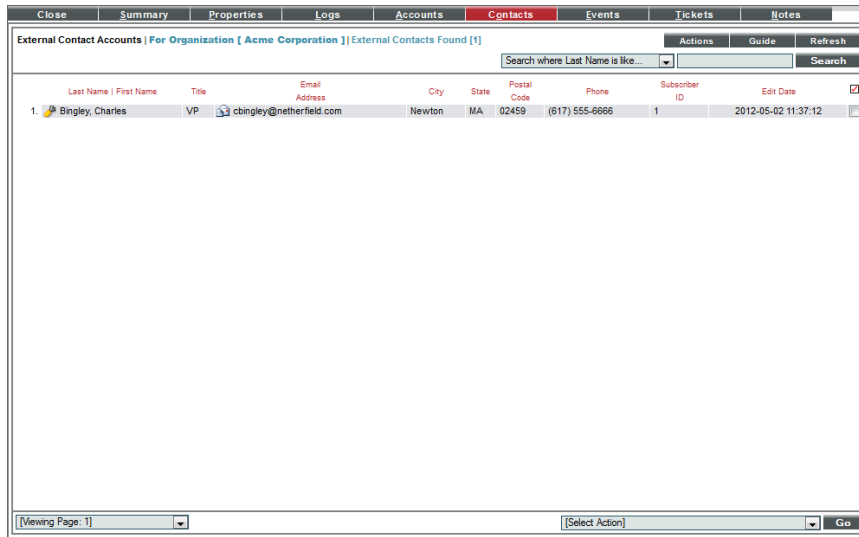 Close Summary Properties Logs Accounts Contacts Events Tickets Notes
External Contact Accounts | For Organization [ Acme Corporation ] | External Contacts Found [1] Actions Guide Refresh
Search where Last Name is like... Search
Last Name | First Name Title Email Address City State Postal Code Phone Subscriber ID Edit Date
1. Bingley, Charles VP cbingley@netherfield.com Newton MA 02459 (617) 555-6666 1 2012-05-02 11:37:12
[Viewing Page: 1] [Select Action] Go